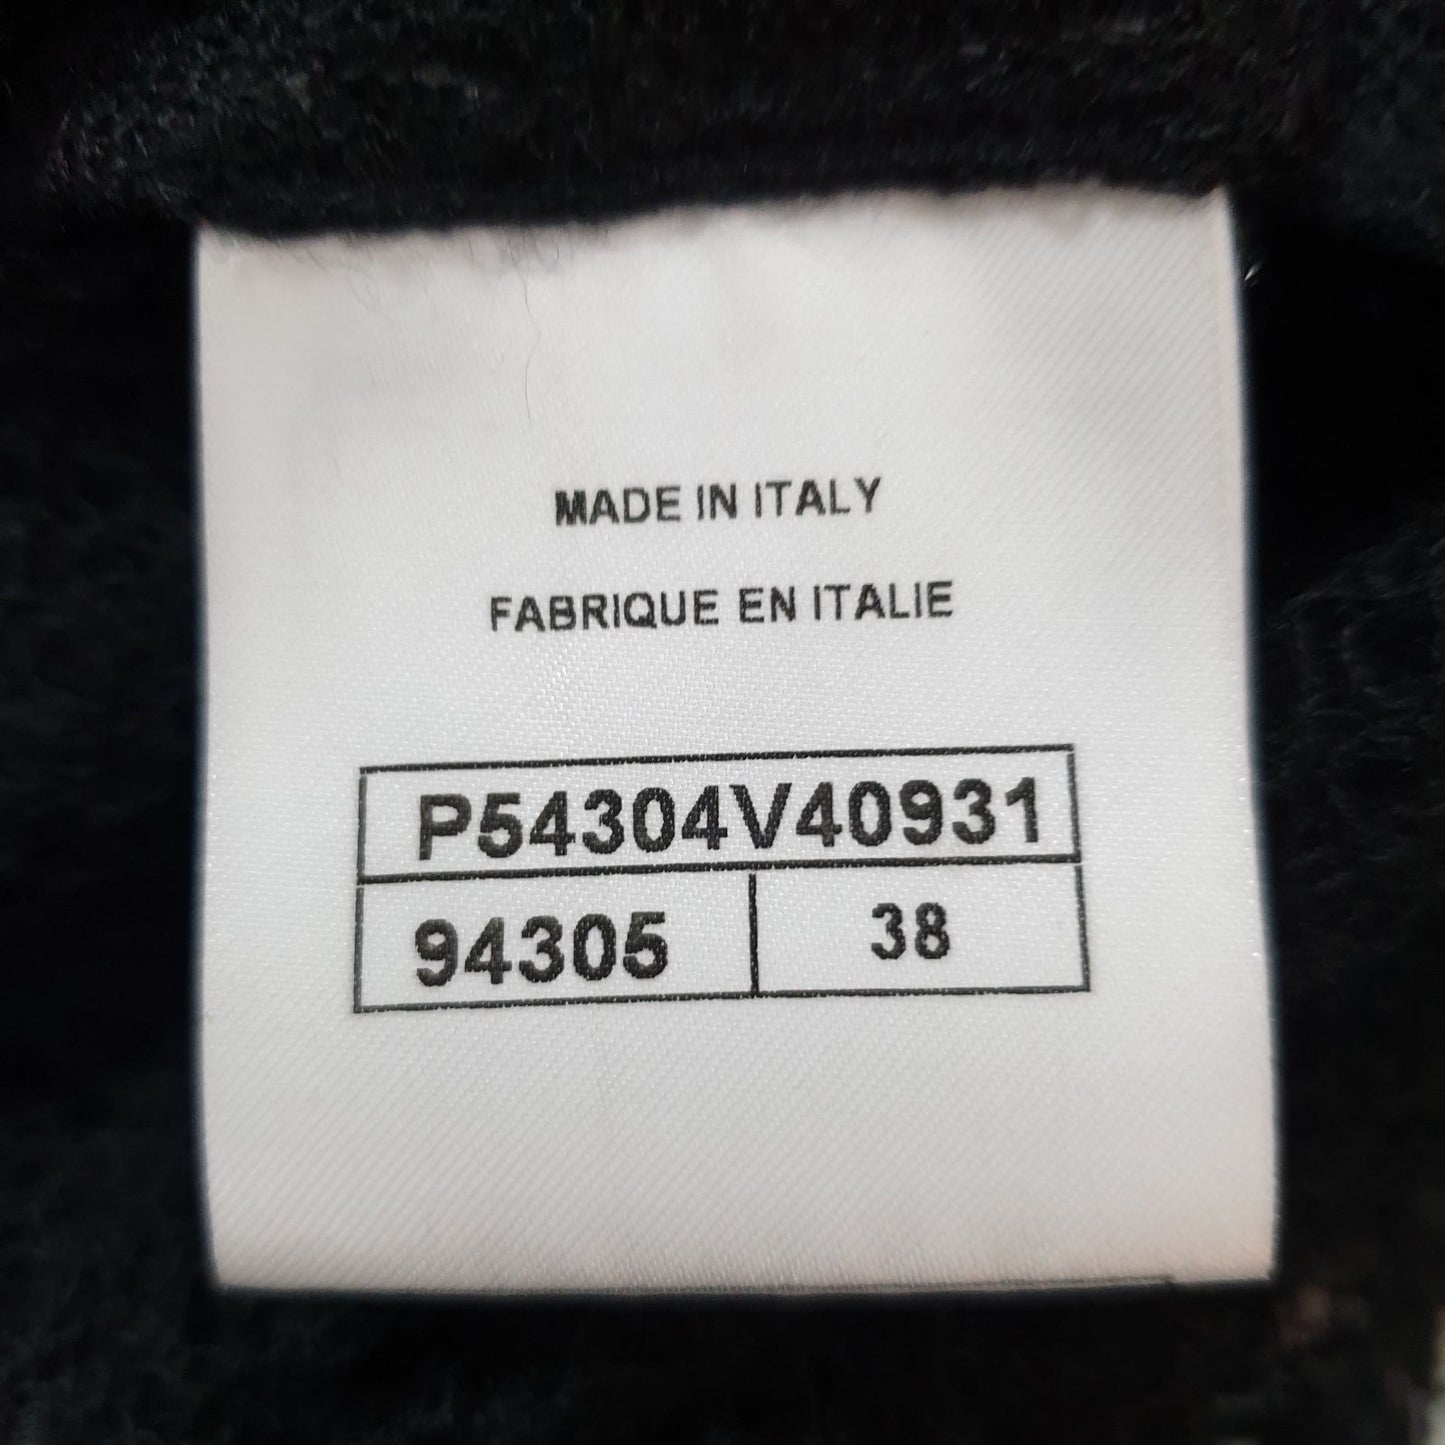 MADE IN ITALY
FABRIQUE EN ITALIE
P54304V40931
94305 38